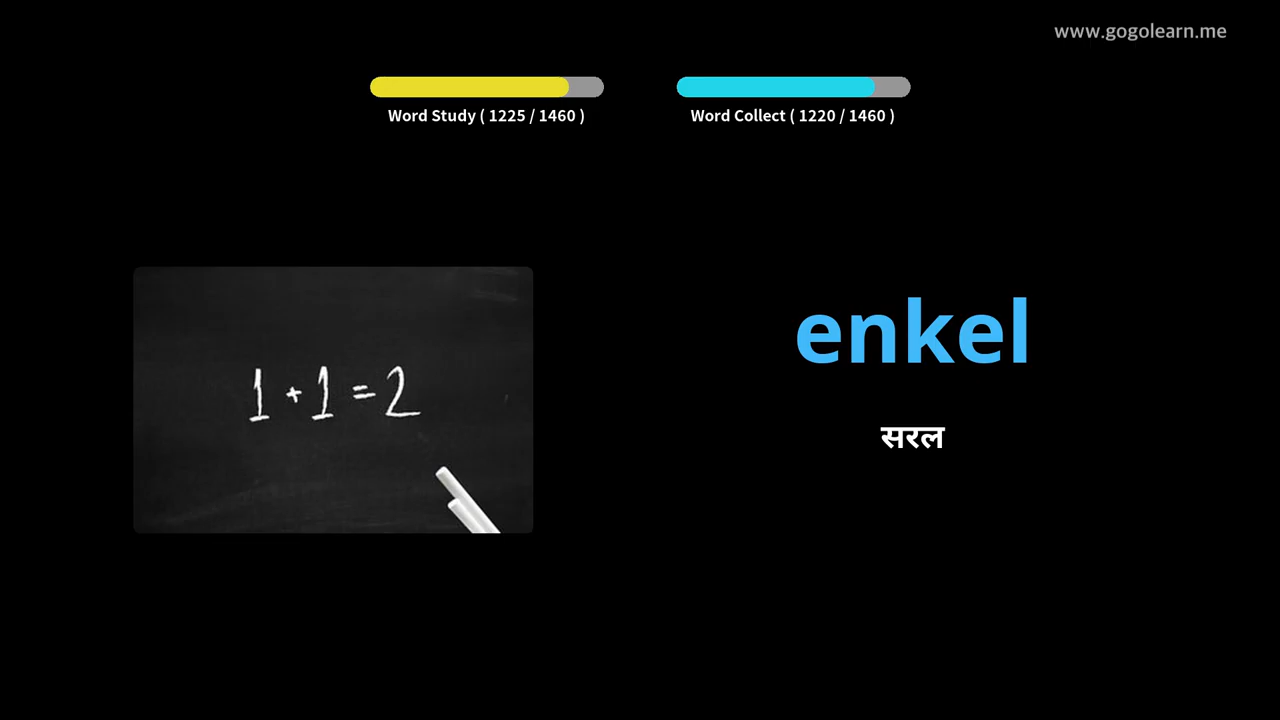 www.gogolearn.me
Word Study ( 1225 / 1460 )
Word Collect ( 1220 / 1460 )
1 + 1 = 2
enkel
सरल